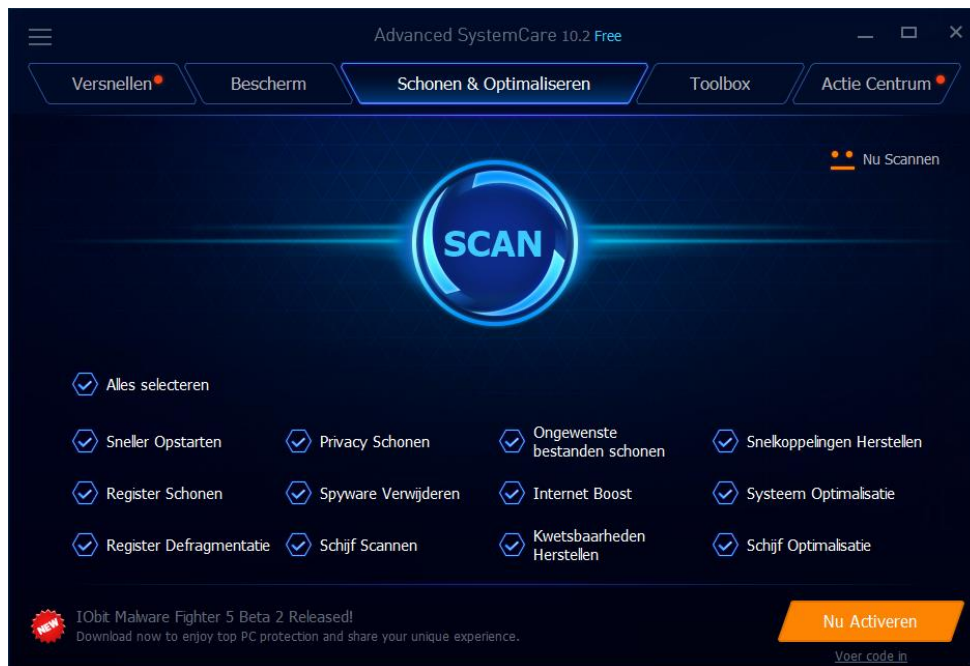 Advanced SystemCare 10.2 Free
Versnellen
Bescherm
Schonen & Optimaliseren
Toolbox
Actie Centrum
Nu Scannen
SCAN
Alles selecteren
Sneller Opstarten
Privacy Schonen
Ongewenste
bestanden schonen
Snelkoppelingen Herstellen
Register Schonen
Spyware Verwijderen
Internet Boost
Systeem Optimalisatie
Register Defragmentatie
Schijf Scannen
Kwetsbaarheden
Herstellen
Schijf Optimalisatie
NEW
IObit Malware Fighter 5 Beta 2 Released!
Download now to enjoy top PC protection and share your unique experience.
Nu Activeren
Voer code in